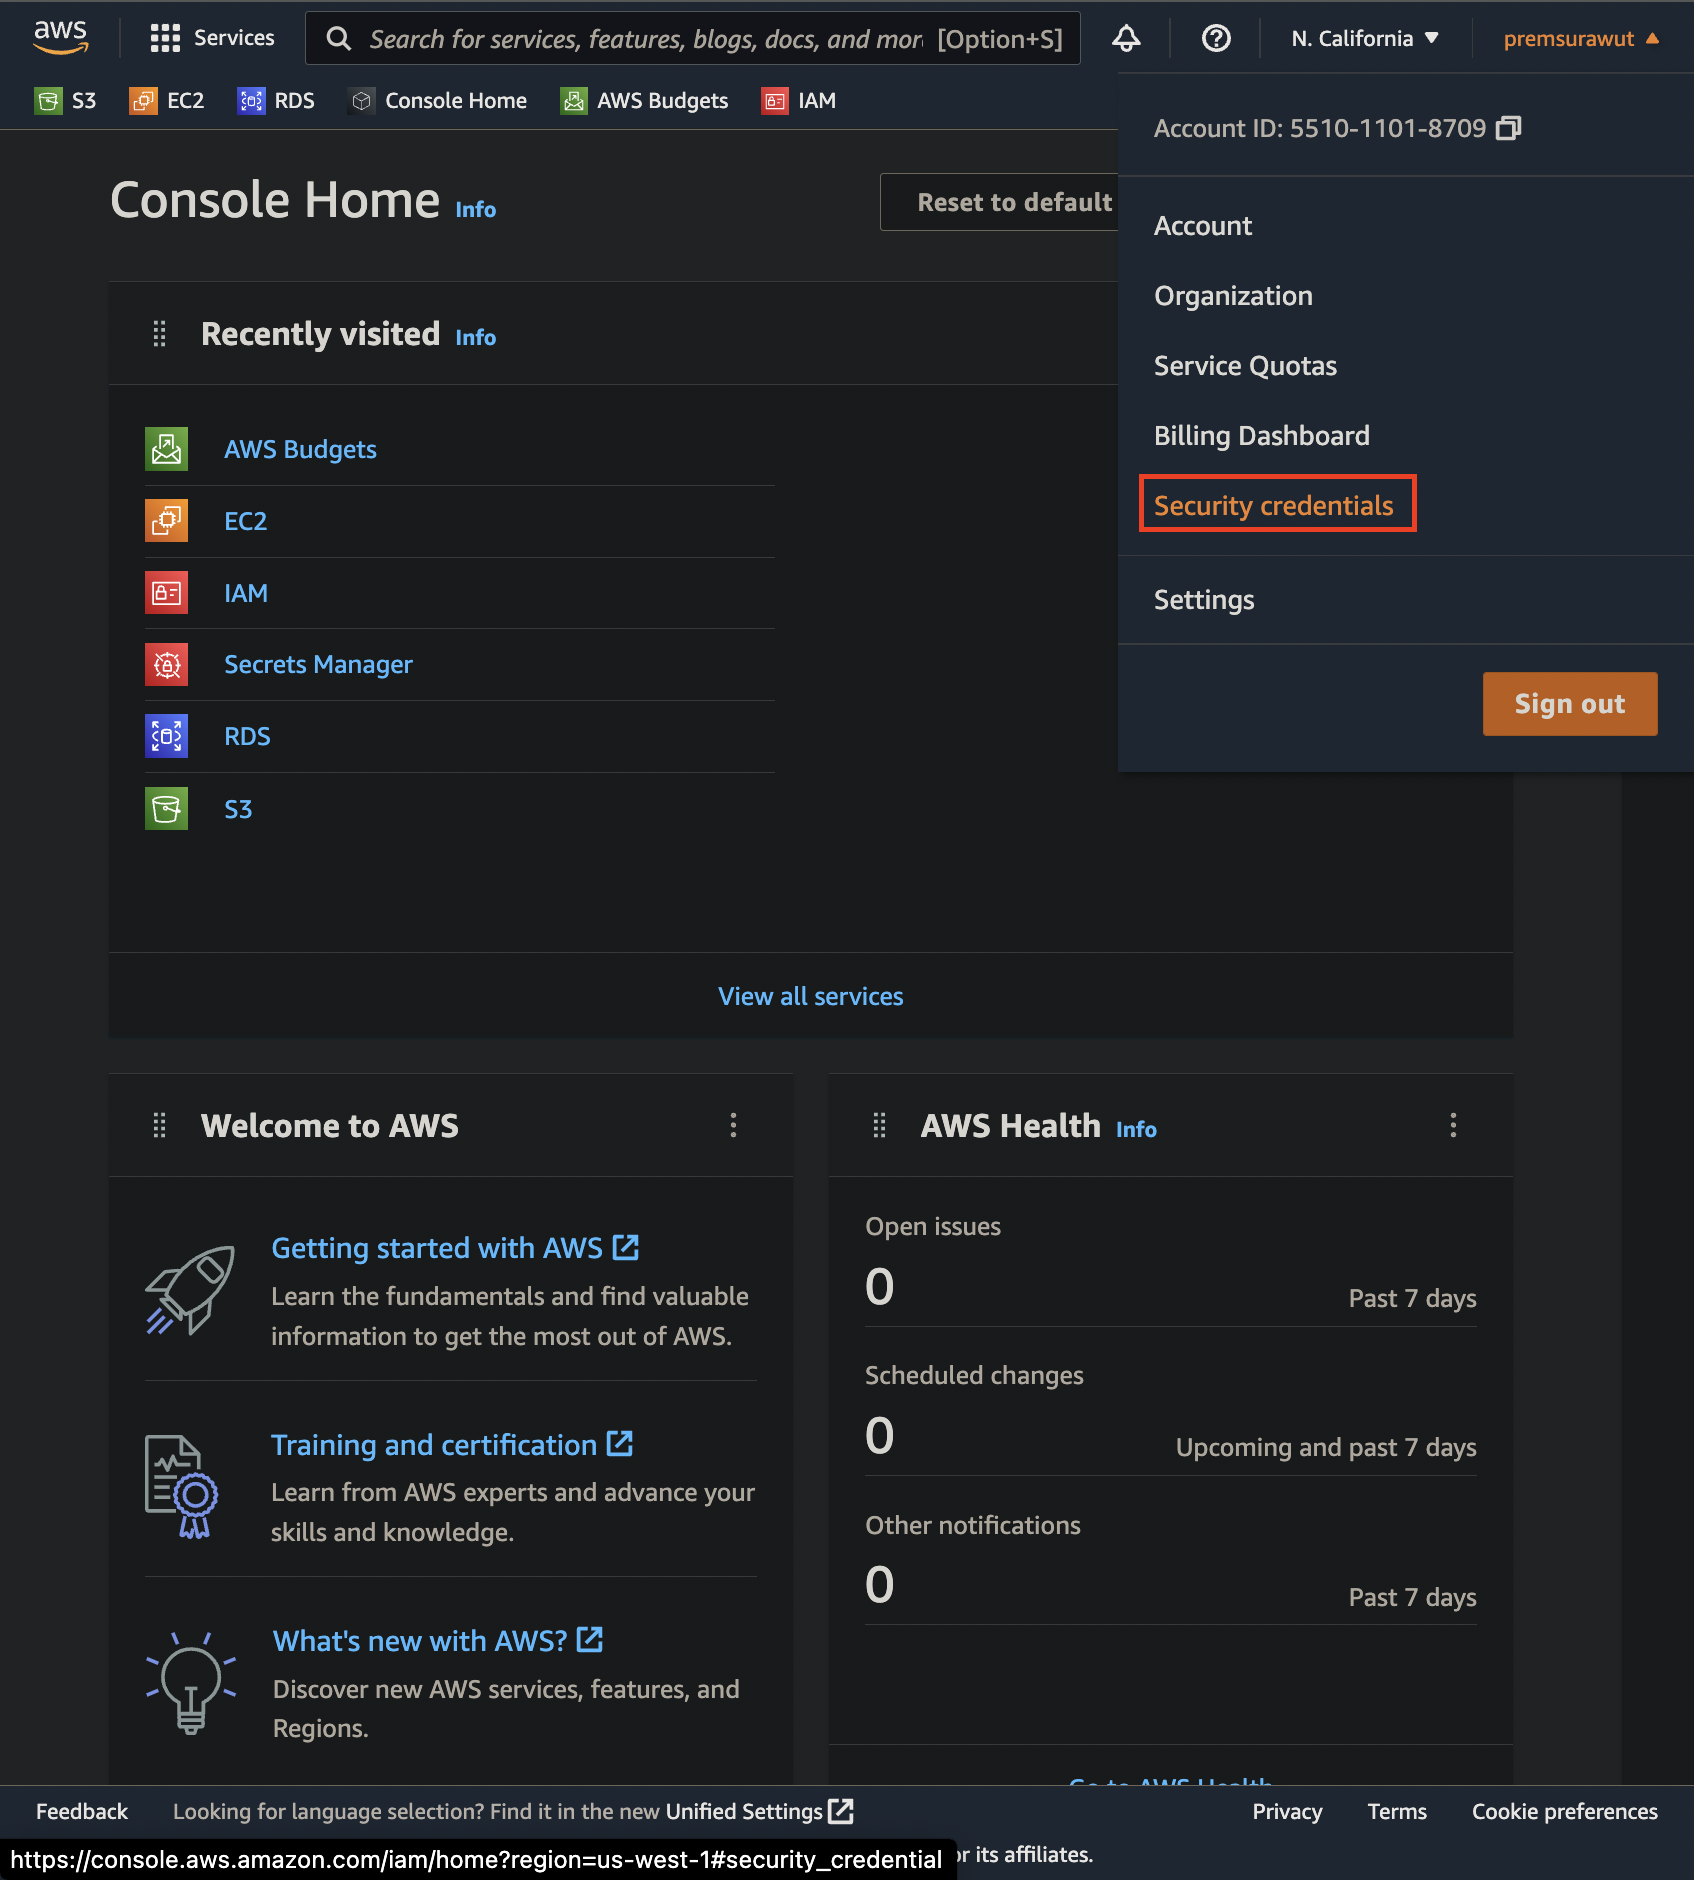 aws
Services
Search for services, features, blogs, docs, and mor [Option+S]
N. California
premsurawut
S3
EC2
RDS
Console Home
AWS Budgets
IAM
Account ID: 5510-1101-8709
Account
Organization
Service Quotas
Billing Dashboard
Security credentials
Settings
Sign out
Console Home Info
Reset to default
Recently visited Info
AWS Budgets
EC2
IAM
Secrets Manager
RDS
S3
View all services
Welcome to AWS
Getting started with AWS
Learn the fundamentals and find valuable
information to get the most out of AWS.
Training and certification
Learn from AWS experts and advance your
skills and knowledge.
What's new with AWS?
Discover new AWS services, features, and
Regions.
AWS Health Info
Open issues
0
Past 7 days
Scheduled changes
0
Upcoming and past 7 days
Other notifications
0
Past 7 days
Go to AWS Health
Feedback
Looking for language selection? Find it in the new Unified Settings
Privacy
Terms
Cookie preferences
https://console.aws.amazon.com/iam/home?region=us-west-1#security_credential
or its affiliates.